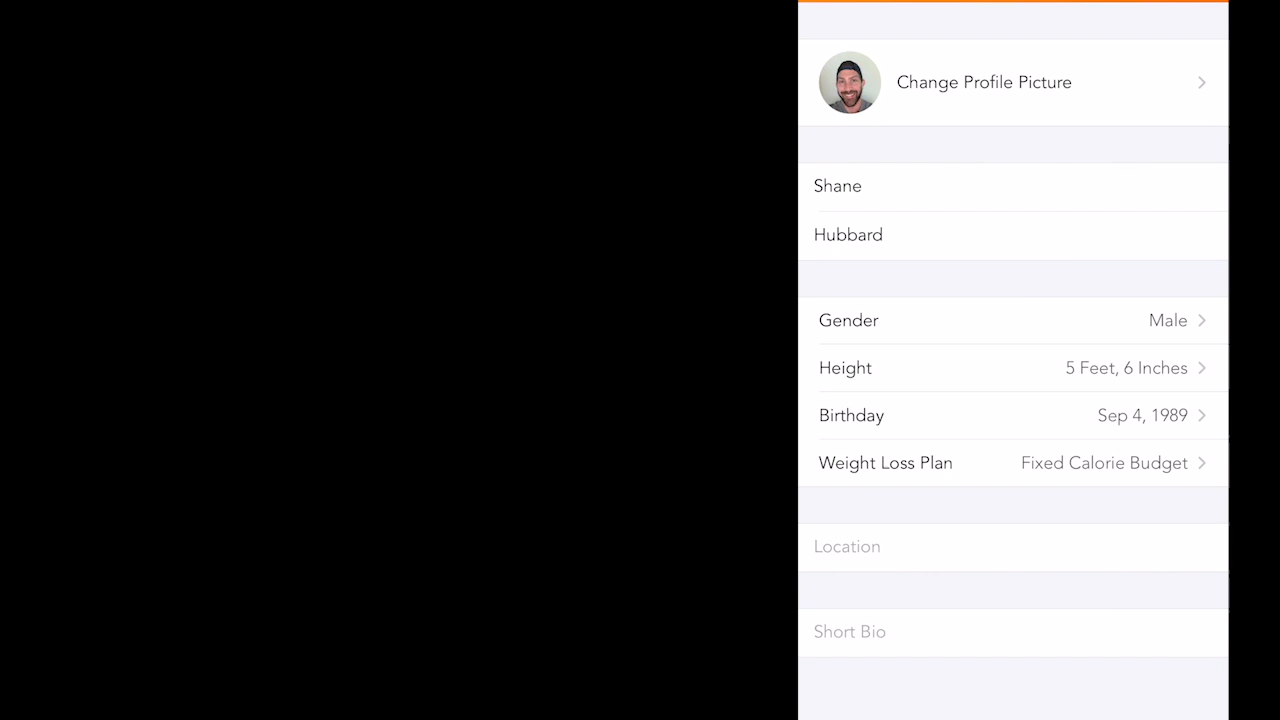 Change Profile Picture
Shane
Hubbard
Gender Male
Height 5 Feet, 6 Inches
Birthday Sep 4, 1989
Weight Loss Plan Fixed Calorie Budget
Location
Short Bio